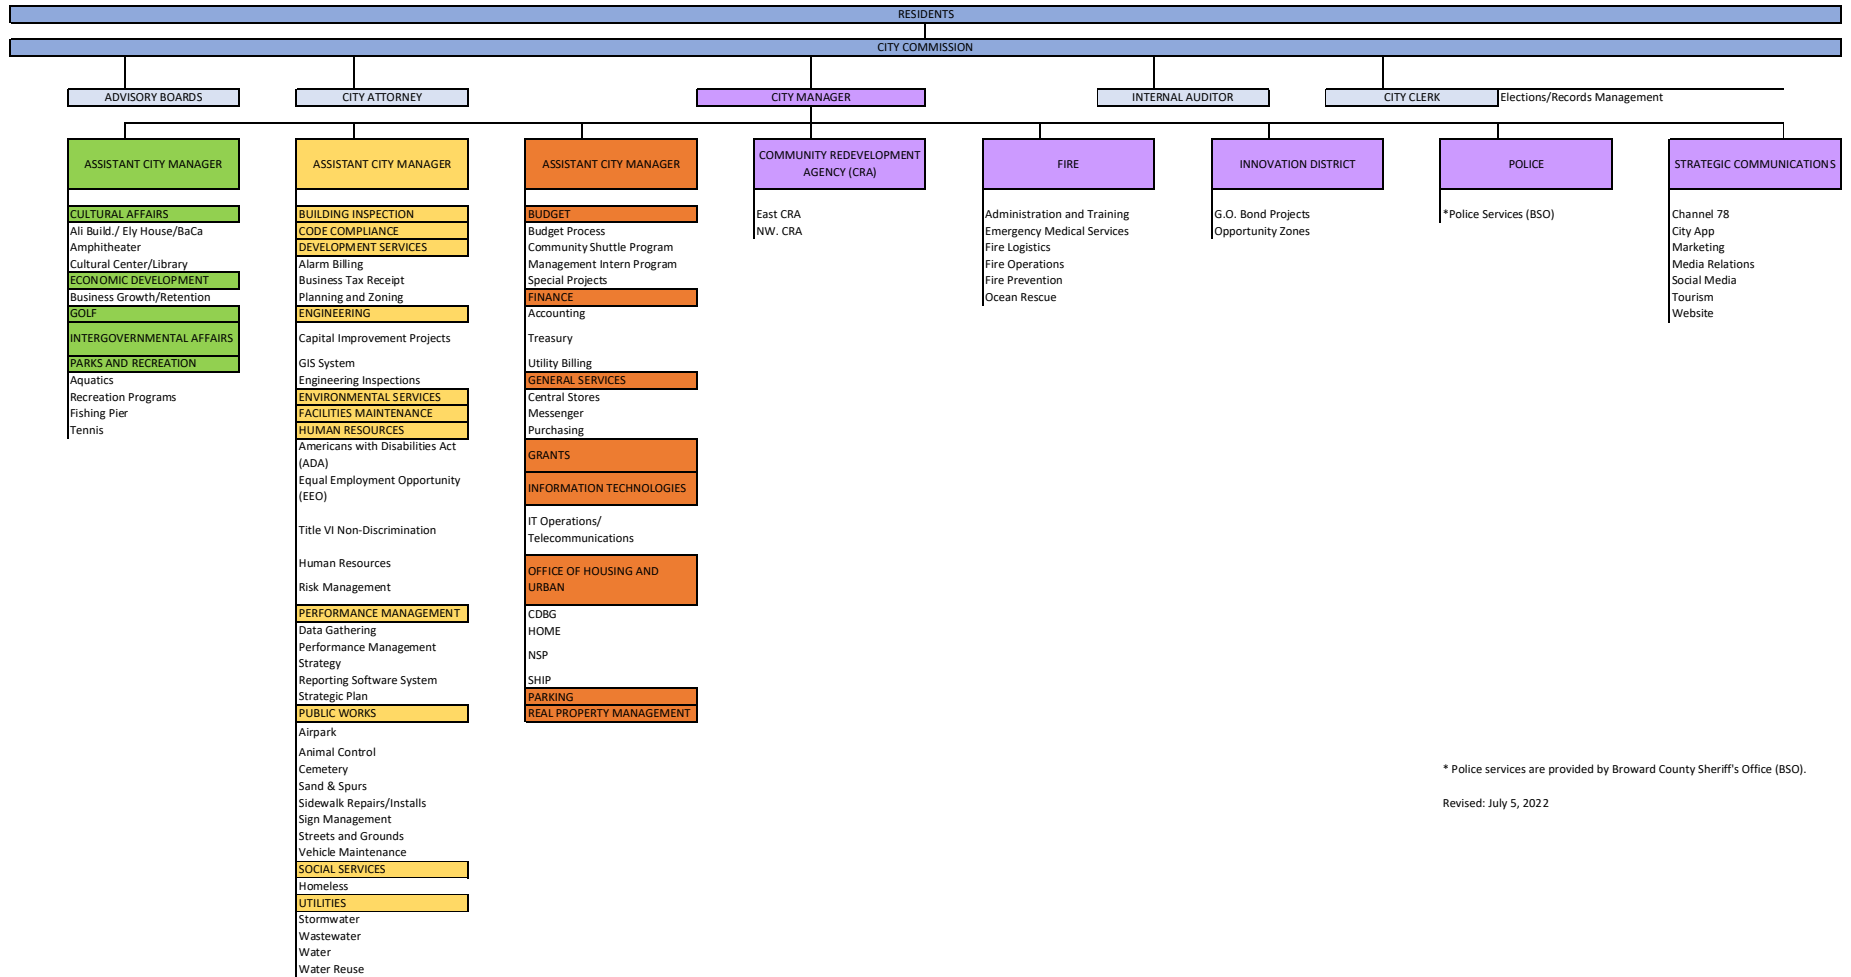 RESIDENTS
CITY COMMISSION
ADVISORY BOARDS
CITY ATTORNEY
CITY MANAGER
INTERNAL AUDITOR
CITY CLERK
Elections/Records Management
ASSISTANT CITY MANAGER
CULTURAL AFFAIRS
Ali Build./ Ely House/BaCa
Amphitheater
Cultural Center/Library
ECONOMIC DEVELOPMENT
Business Growth/Retention
GOLF
INTERGOVERNMENTAL AFFAIRS
PARKS AND RECREATION
Aquatics
Recreation Programs
Fishing Pier
Tennis
ASSISTANT CITY MANAGER
BUILDING INSPECTION
CODE COMPLIANCE
DEVELOPMENT SERVICES
Alarm Billing
Business Tax Receipt
Planning and Zoning
ENGINEERING
Capital Improvement Projects
GIS System
Engineering Inspections
ENVIRONMENTAL SERVICES
FACILITIES MAINTENANCE
HUMAN RESOURCES
Americans with Disabilities Act
(ADA)
Equal Employment Opportunity
(EEO)
Title VI Non-Discrimination
Human Resources
Risk Management
PERFORMANCE MANAGEMENT
Data Gathering
Performance Management
Strategy
Reporting Software System
Strategic Plan
PUBLIC WORKS
Airpark
Animal Control
Cemetery
Sand & Spurs
Sidewalk Repairs/Installs
Sign Management
Streets and Grounds
Vehicle Maintenance
SOCIAL SERVICES
Homeless
UTILITIES
Stormwater
Wastewater
Water
Water Reuse
ASSISTANT CITY MANAGER
BUDGET
Budget Process
Community Shuttle Program
Management Intern Program
Special Projects
FINANCE
Accounting
Treasury
Utility Billing
GENERAL SERVICES
Central Stores
Messenger
Purchasing
GRANTS
INFORMATION TECHNOLOGIES
IT Operations/
Telecommunications
OFFICE OF HOUSING AND
URBAN
CDBG
HOME
NSP
SHIP
PARKING
REAL PROPERTY MANAGEMENT
COMMUNITY REDEVELOPMENT
AGENCY (CRA)
East CRA
NW. CRA
FIRE
Administration and Training
Emergency Medical Services
Fire Logistics
Fire Operations
Fire Prevention
Ocean Rescue
INNOVATION DISTRICT
G.O. Bond Projects
Opportunity Zones
POLICE
*Police Services (BSO)
STRATEGIC COMMUNICATIONS
Channel 78
City App
Marketing
Media Relations
Social Media
Tourism
Website
* Police services are provided by Broward County Sheriff's Office (BSO).
Revised: July 5, 2022